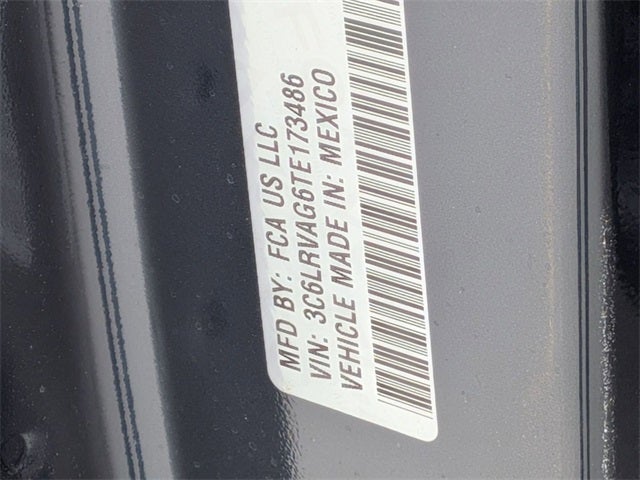 MFD BY: FCA US LLC
VIN: 3C6LRVAG6TE173486
VEHICLE MADE IN: MEXICO